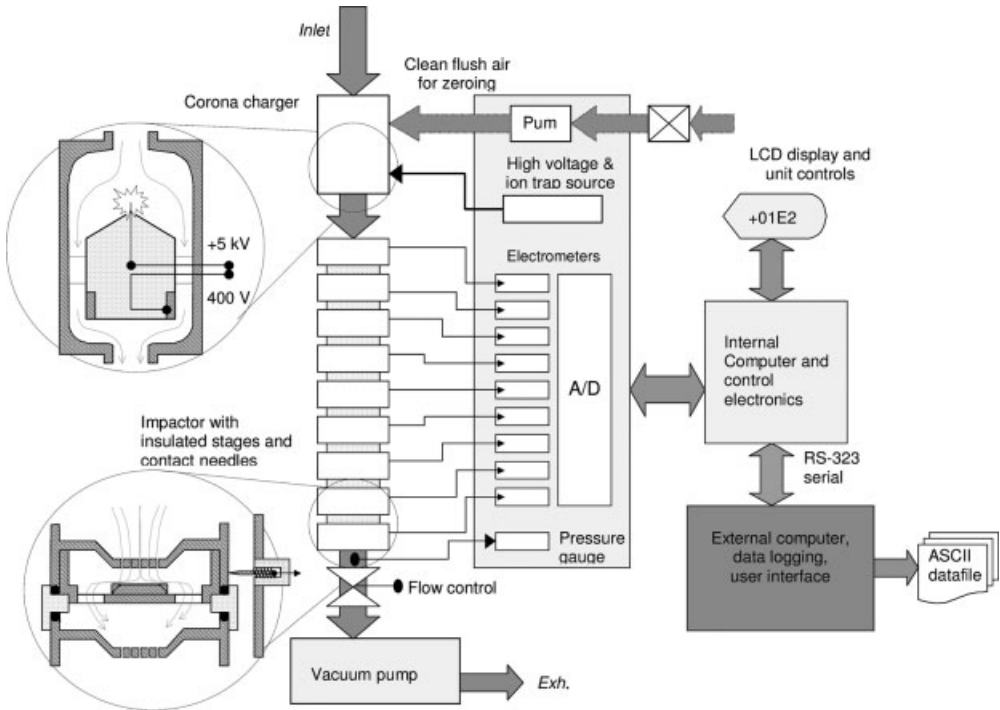 Inlet
Clean flush air
for zeroing
Corona charger
Pum
High voltage &
ion trap source
LCD display and
unit controls
+01E2
+5 kV
400 V
Electrometers
A/D
Internal
Computer and
control
electronics
Impactor with
insulated stages and
contact needles
RS-323
serial
Pressure
gauge
External computer,
data logging,
user interface
ASCII
datafile
Flow control
Vacuum pump
Exh.